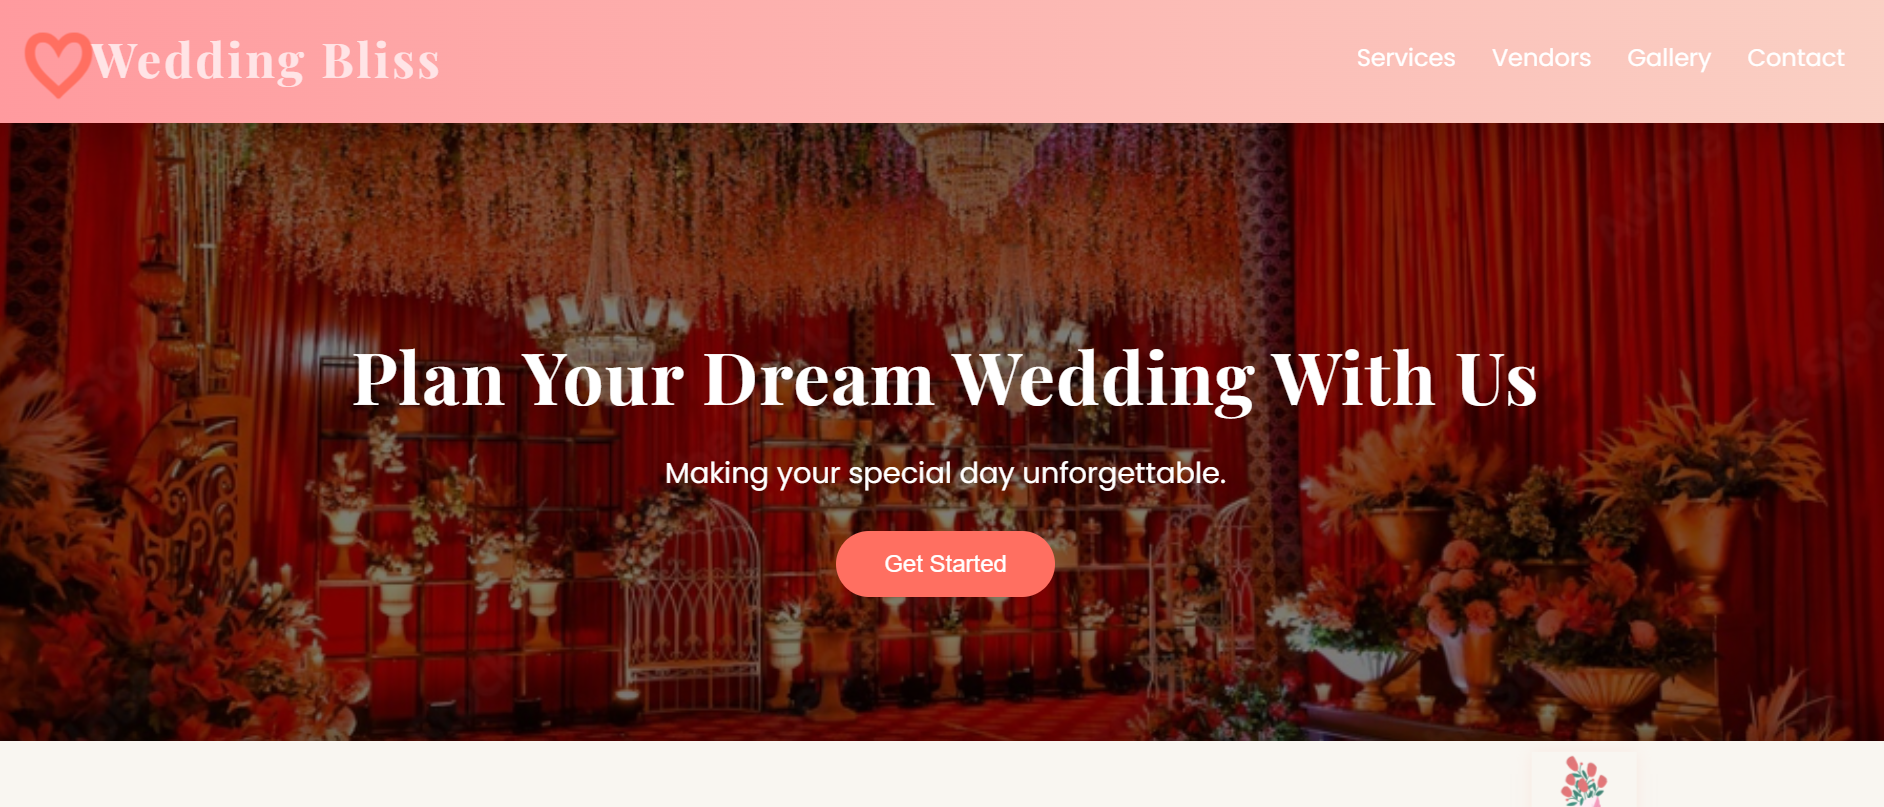 Wedding Bliss
Services Vendors Gallery Contact
Plan Your Dream Wedding With Us
Making your special day unforgettable.
Get Started